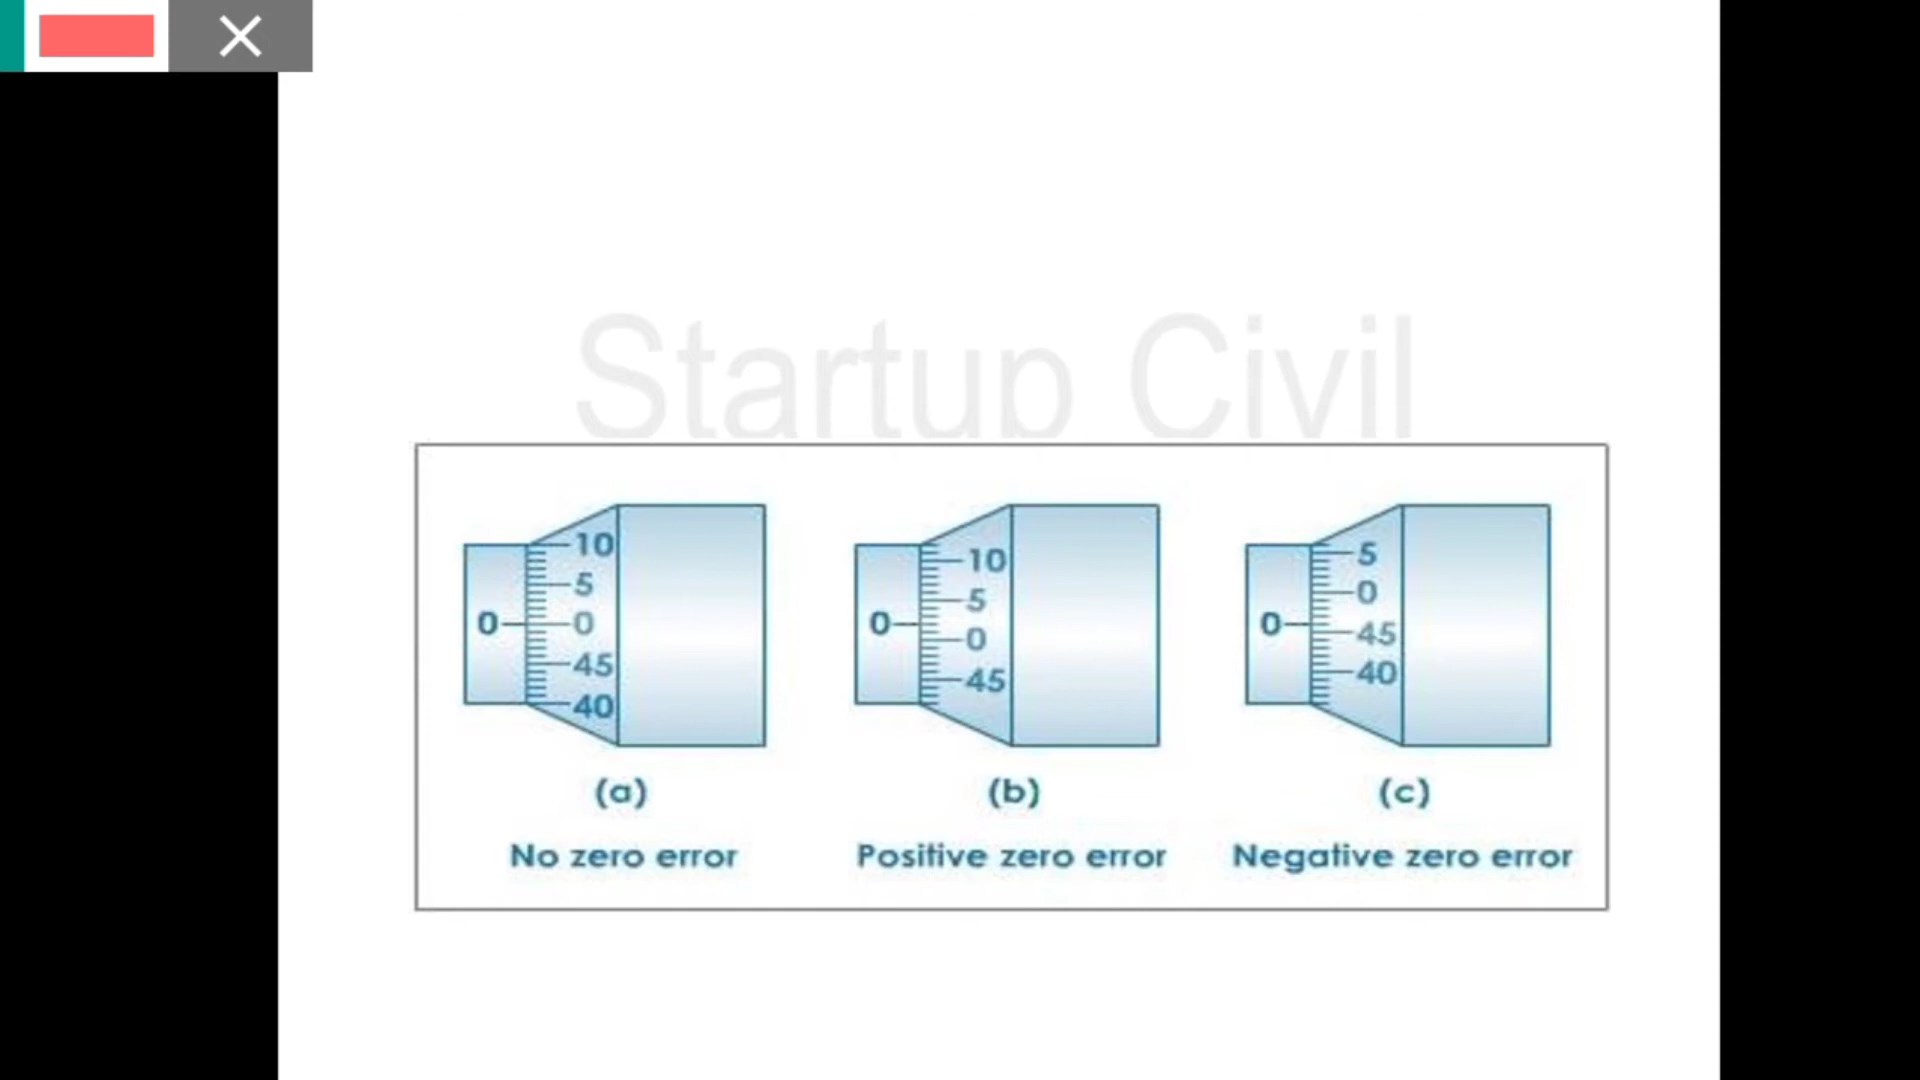 Startup Civil
0 10 5 0 45 40
0 10 5 0 45
0 5 0 45 40
(a) (b) (c)
No zero error Positive zero error Negative zero error